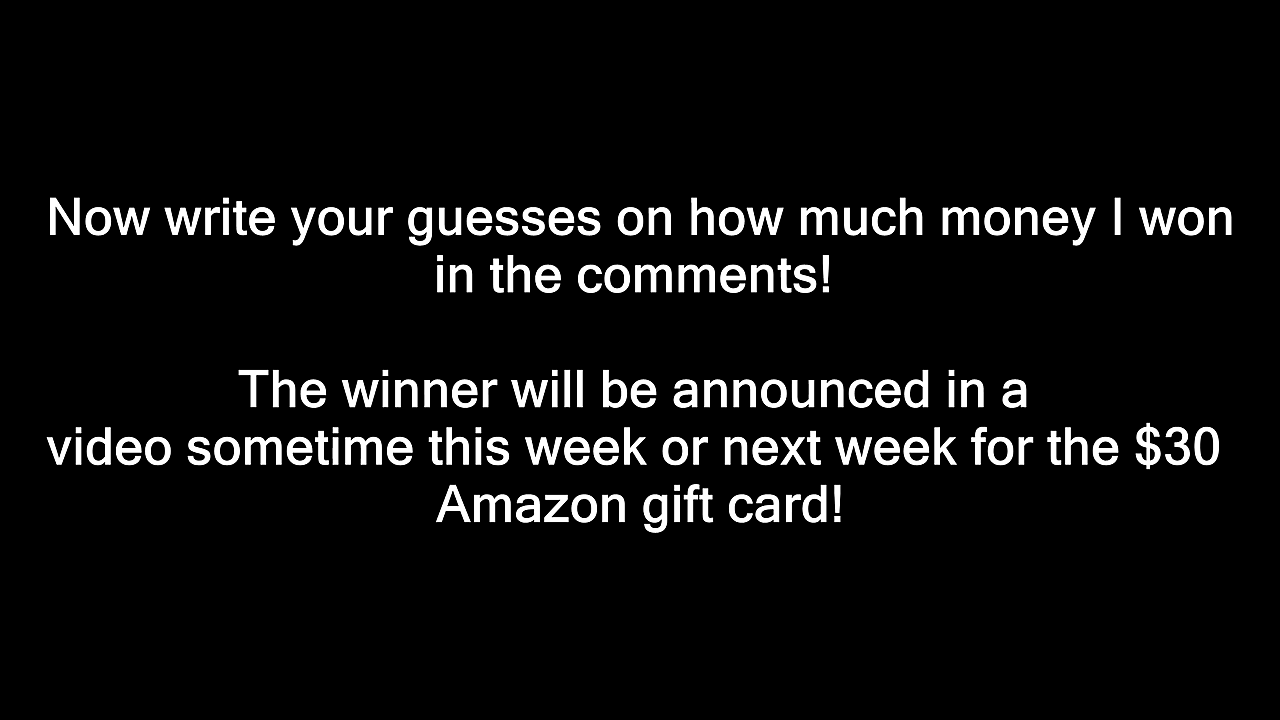 Now write your guesses on how much money I won
in the comments!
The winner will be announced in a
video sometime this week or next week for the $30
Amazon gift card!